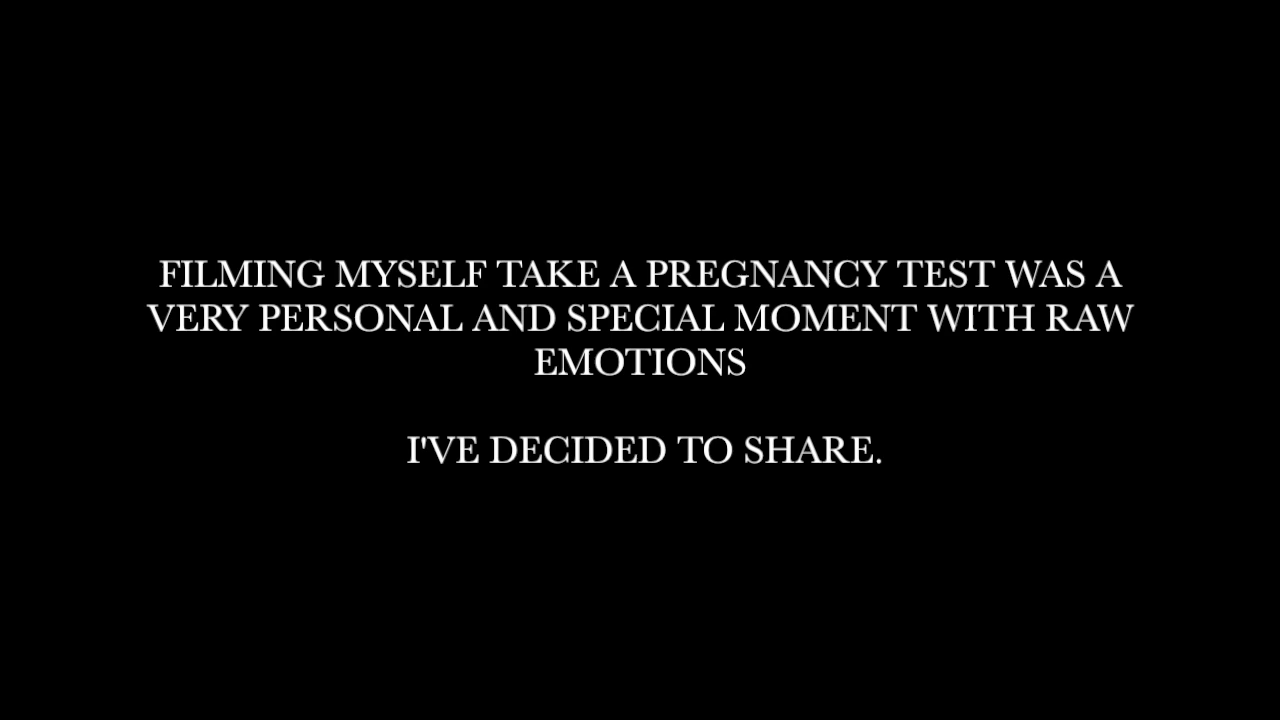 FILMING MYSELF TAKE A PREGNANCY TEST WAS A
VERY PERSONAL AND SPECIAL MOMENT WITH RAW
EMOTIONS
I'VE DECIDED TO SHARE.